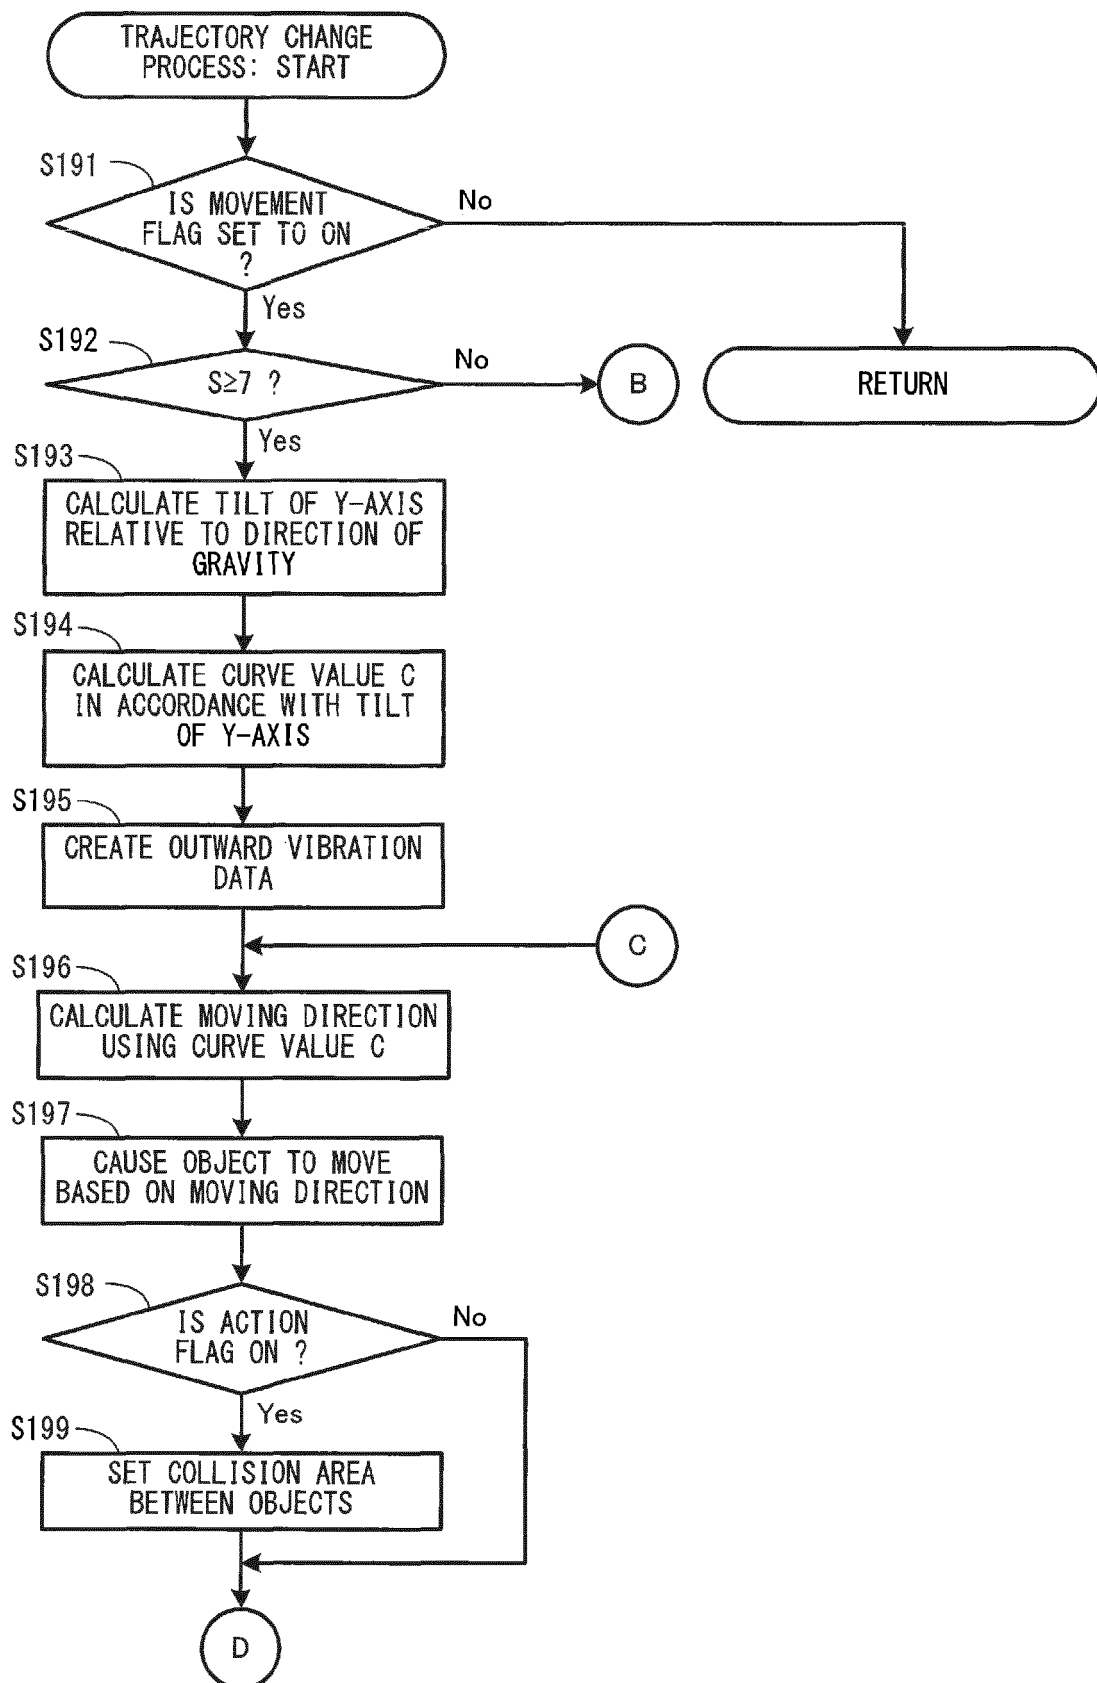 TRAJECTORY CHANGE
PROCESS: START
S191
IS MOVEMENT
FLAG SET TO ON
?
No
Yes
S192
S≥7 ?
No
B
RETURN
Yes
S193
CALCULATE TILT OF Y-AXIS
RELATIVE TO DIRECTION OF
GRAVITY
S194
CALCULATE CURVE VALUE C
IN ACCORDANCE WITH TILT
OF Y-AXIS
S195
CREATE OUTWARD VIBRATION
DATA
C
S196
CALCULATE MOVING DIRECTION
USING CURVE VALUE C
S197
CAUSE OBJECT TO MOVE
BASED ON MOVING DIRECTION
S198
IS ACTION
FLAG ON ?
No
Yes
S199
SET COLLISION AREA
BETWEEN OBJECTS
D